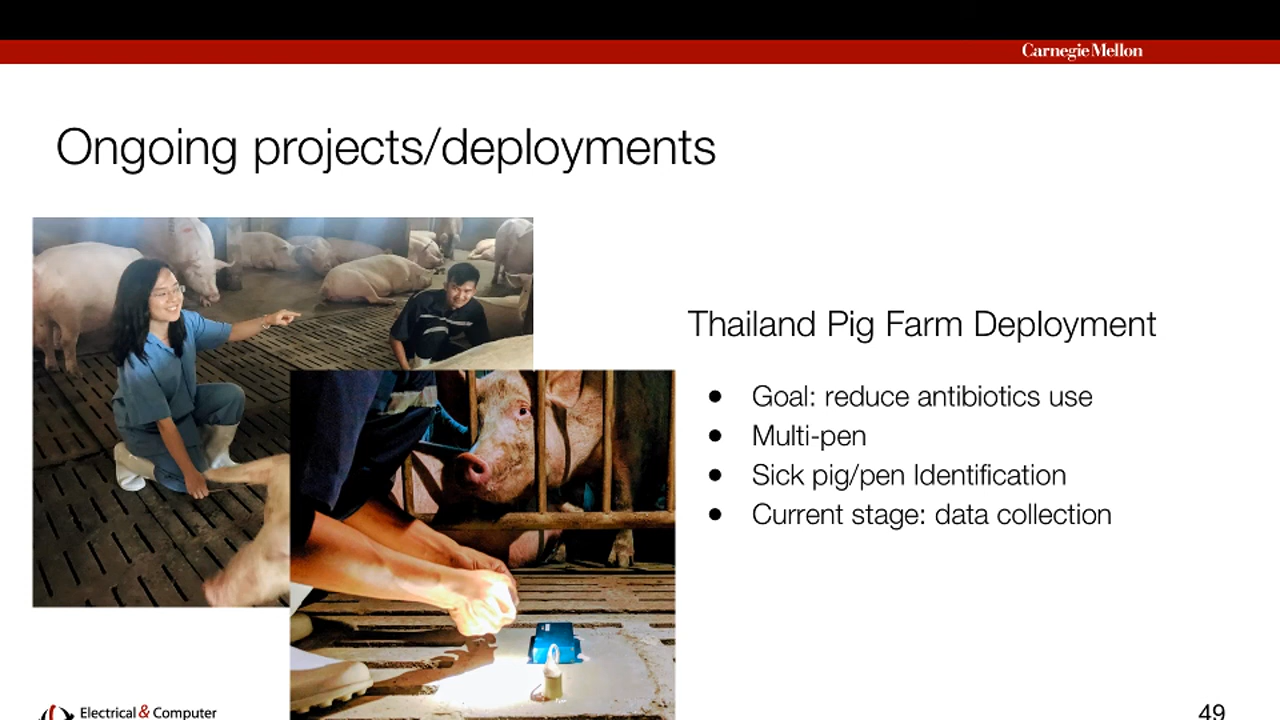 Carnegie Mellon
Ongoing projects/deployments
Thailand Pig Farm Deployment
● Goal: reduce antibiotics use
● Multi-pen
● Sick pig/pen Identification
● Current stage: data collection
Electrical & Computer
49